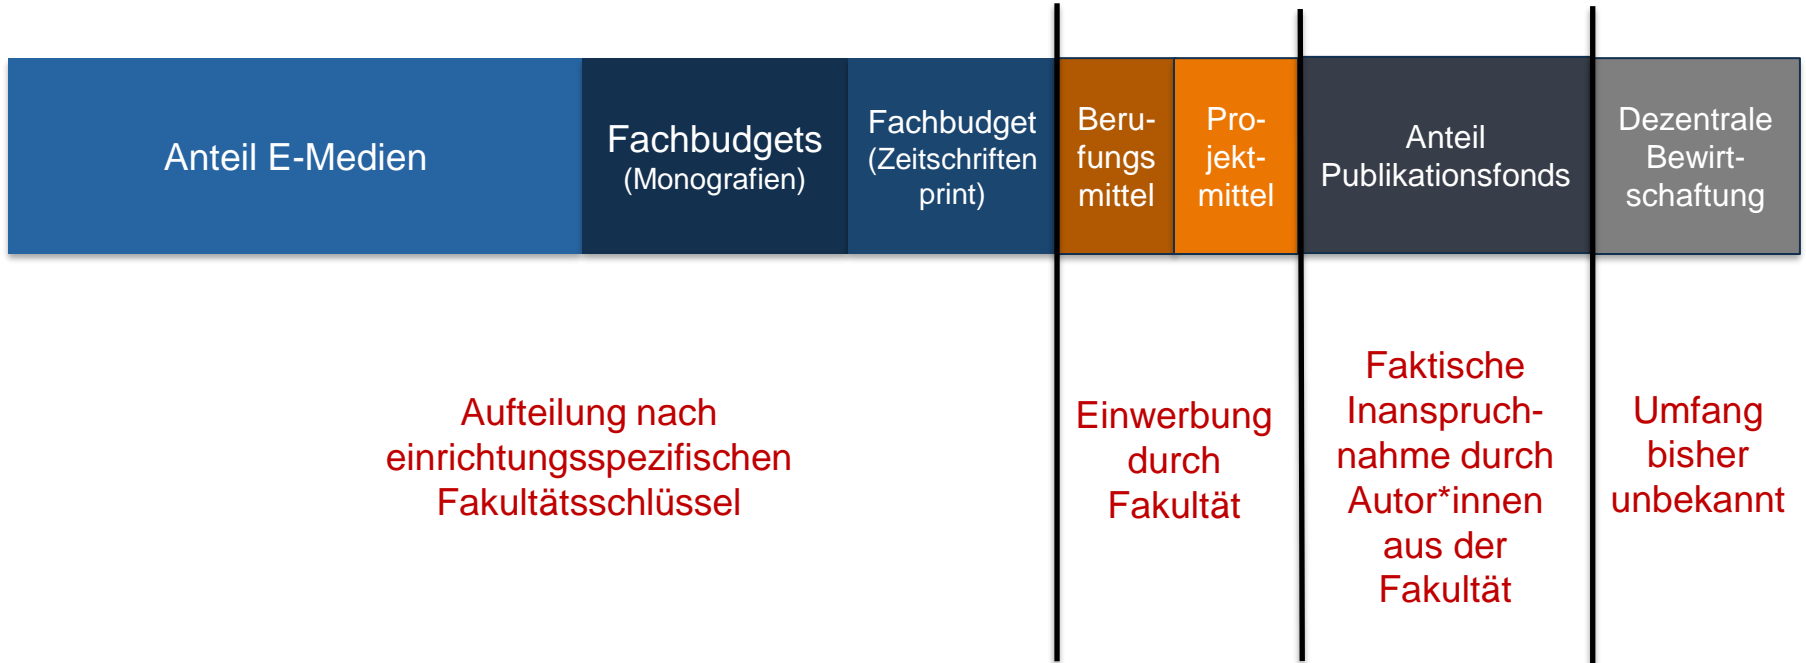 Anteil E-Medien
Fachbudgets
(Monografien)
Fachbudget
(Zeitschriften
print)
Beru-
fungs
mittel
Pro-
jekt-
mittel
Anteil
Publikationsfonds
Dezentrale
Bewirt-
schaftung
Aufteilung nach
einrichtungsspezifischen
Fakultätsschlüssel
Einwerbung
durch
Fakultät
Faktische
Inanspruch-
nahme durch
Autor*innen
aus der
Fakultät
Umfang
bisher
unbekannt